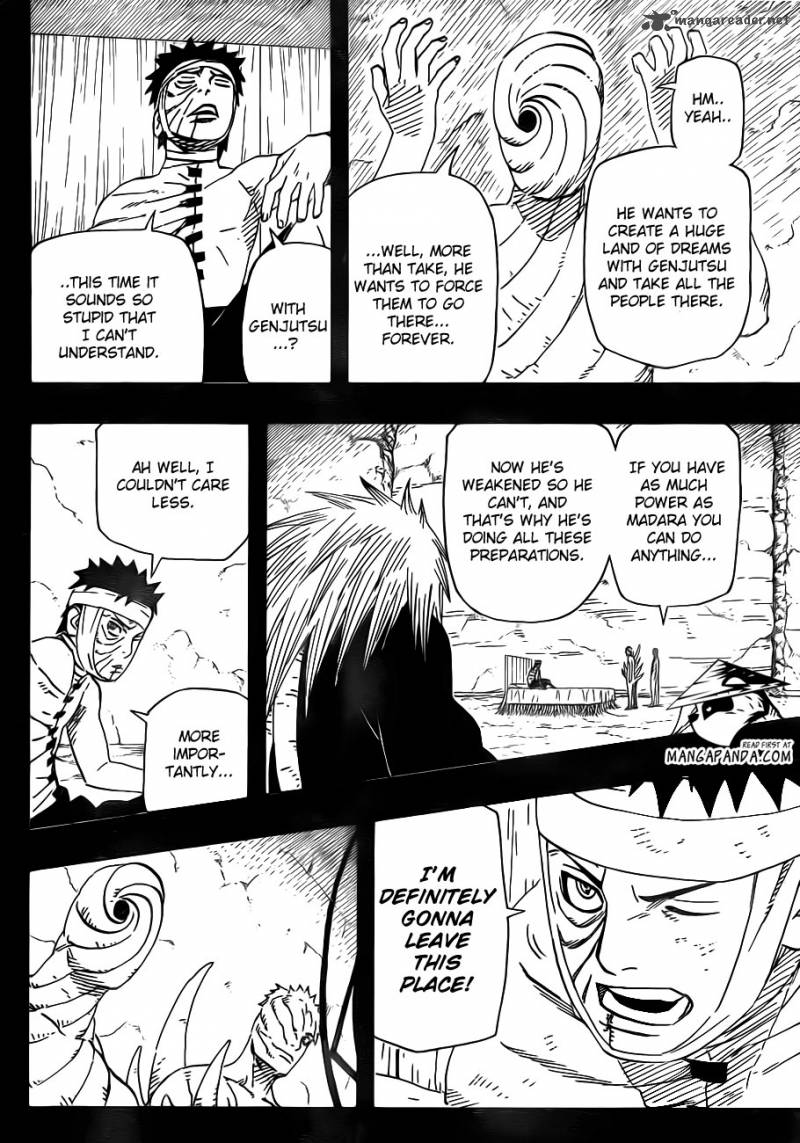 mangareader.net
HM..
YEAH..
HE WANTS TO
CREATE A HUGE
LAND OF DREAMS
WITH GENJUTSU
AND TAKE ALL THE
PEOPLE THERE.
...WELL, MORE
THAN TAKE, HE
WANTS TO FORCE
THEM TO GO
THERE...
FOREVER.
WITH
GENJUTSU
...?
..THIS TIME IT
SOUNDS SO
STUPID THAT
I CAN'T
UNDERSTAND.
IF YOU HAVE
AS MUCH
POWER AS
MADARA YOU
CAN DO
ANYTHING...
NOW HE'S
WEAKENED SO HE
CAN'T, AND
THAT'S WHY HE'S
DOING ALL THESE
PREPARATIONS.
READ FIRST AT
MANGAPANDA.COM
AH WELL, I
COULDN'T CARE
LESS.
MORE
IMPOR-
TANTLY...
I'M
DEFINITELY
GONNA
LEAVE
THIS
PLACE!